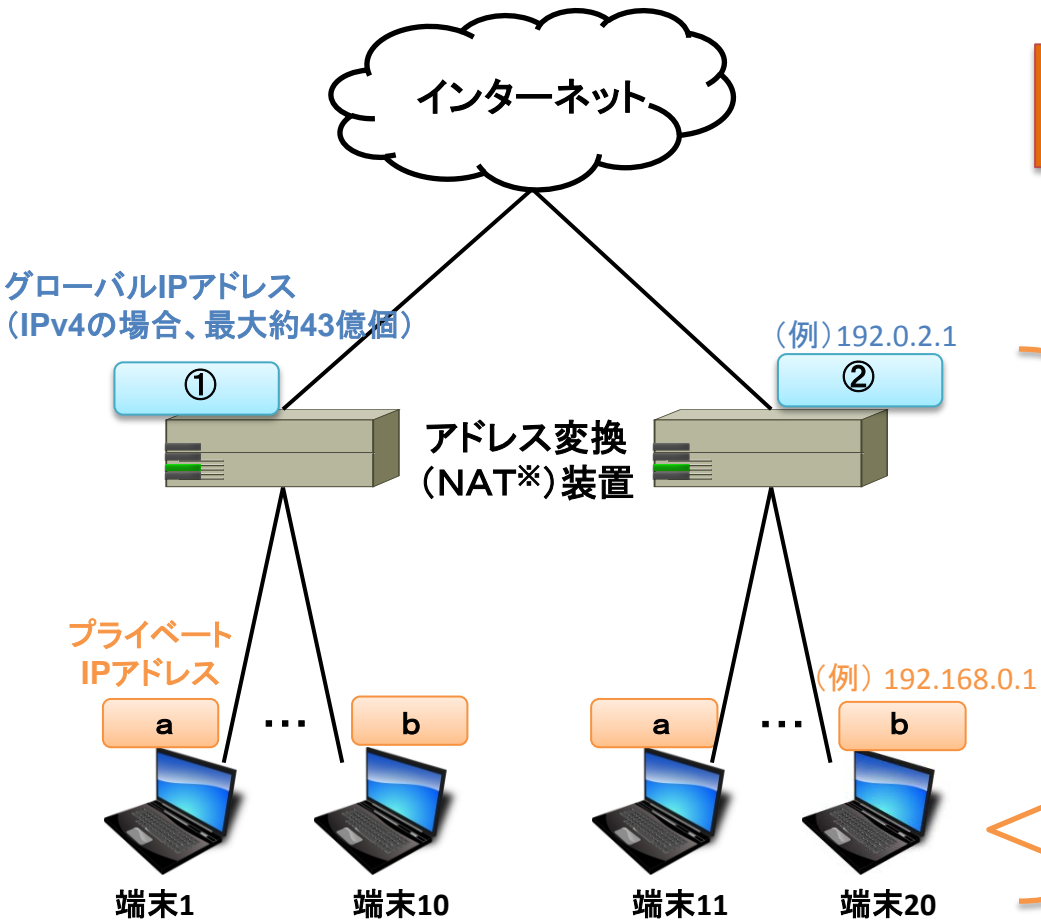 インターネット
グローバルIPアドレス
（IPv4の場合、最大約43億個）
（例）192.0.2.1
①
②
アドレス変換
（NAT※）装置
プライベート
IPアドレス
（例） 192.168.0.1
a
…
b
a
…
b
端末1
端末10
端末11
端末20